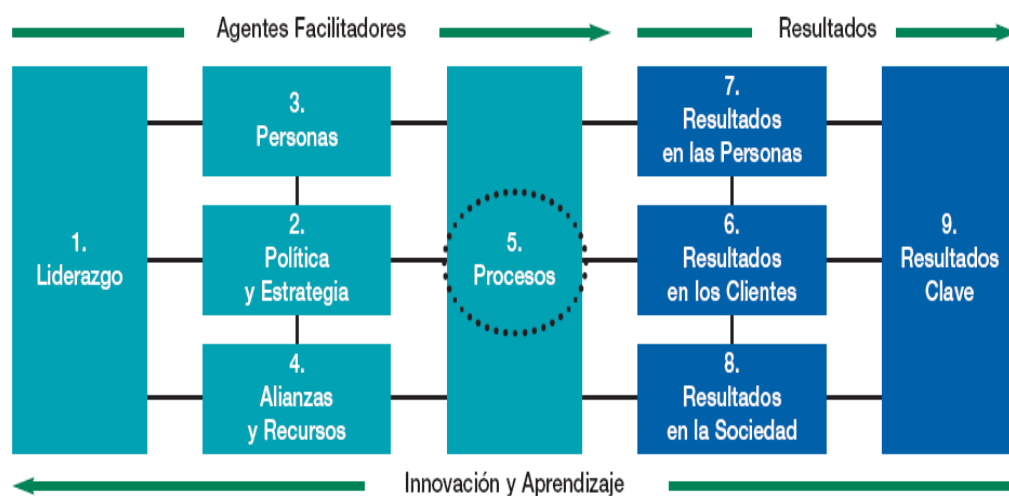 Agentes Facilitadores
Resultados
1.
Liderazgo
3.
Personas
2.
Política
y Estrategia
4.
Alianzas
y Recursos
5.
Procesos
7.
Resultados
en las Personas
6.
Resultados
en los Clientes
8.
Resultados
en la Sociedad
9.
Resultados
Clave
Innovación y Aprendizaje